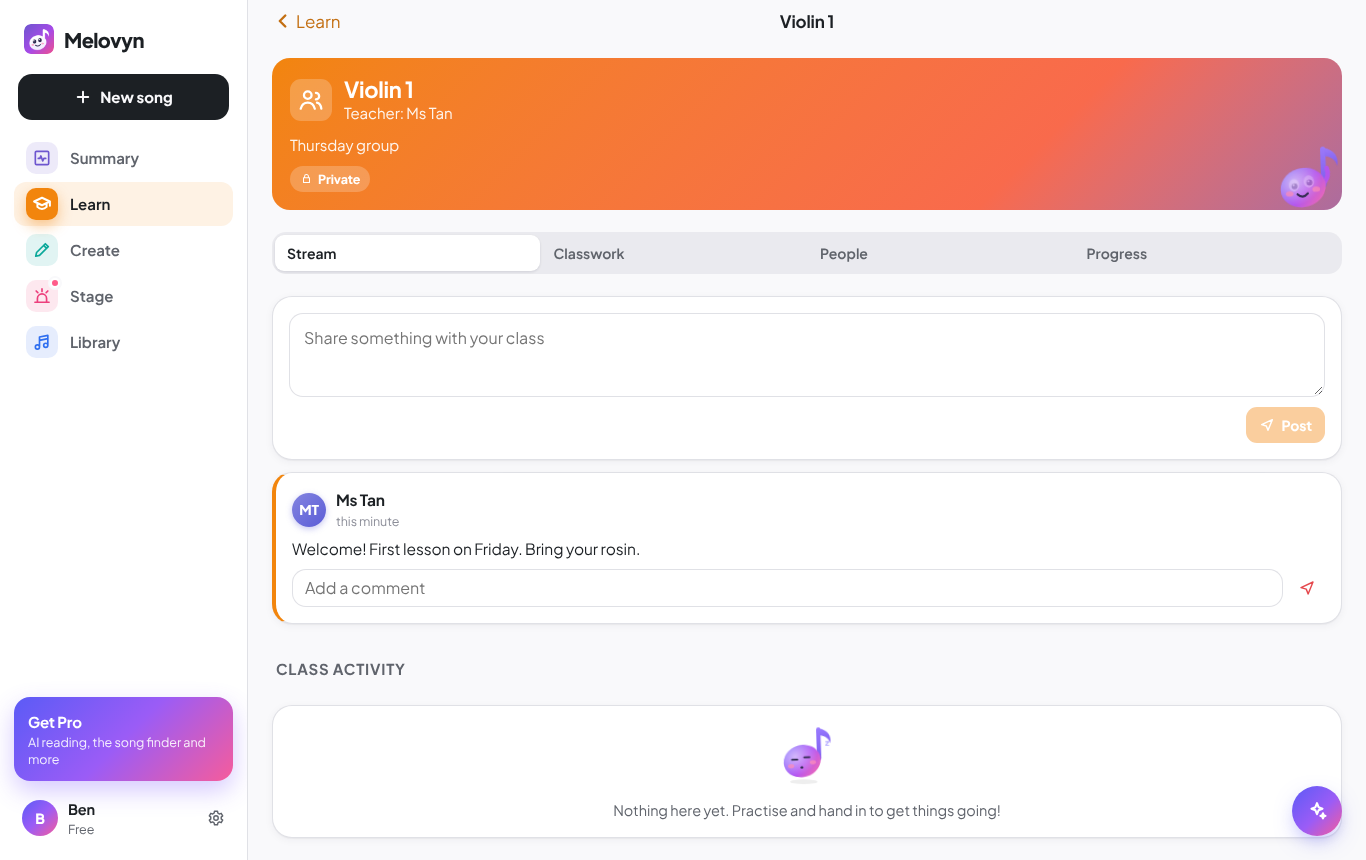 Melovyn
New song
Summary
Learn
Create
Stage
Library
Get Pro
AI reading, the song finder and
more
B
Ben
Free
Learn
Violin 1
Violin 1
Teacher: Ms Tan
Thursday group
Private
Stream
Classwork
People
Progress
Share something with your class
Post
MT
Ms Tan
this minute
Welcome! First lesson on Friday. Bring your rosin.
Add a comment
CLASS ACTIVITY
Nothing here yet. Practise and hand in to get things going!